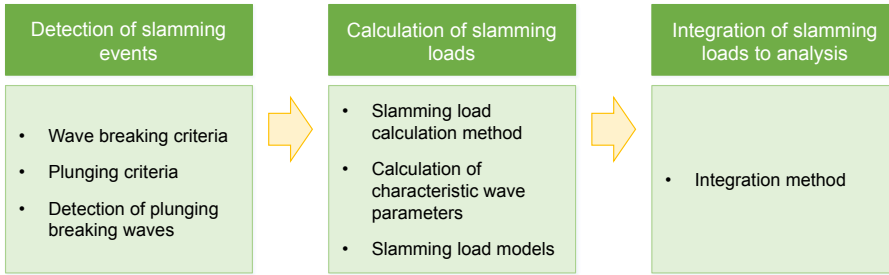 Detection of slamming
events
• Wave breaking criteria
• Plunging criteria
• Detection of plunging
breaking waves
Calculation of slamming
loads
• Slamming load
calculation method
• Calculation of
characteristic wave
parameters
• Slamming load models
Integration of slamming
loads to analysis
• Integration method